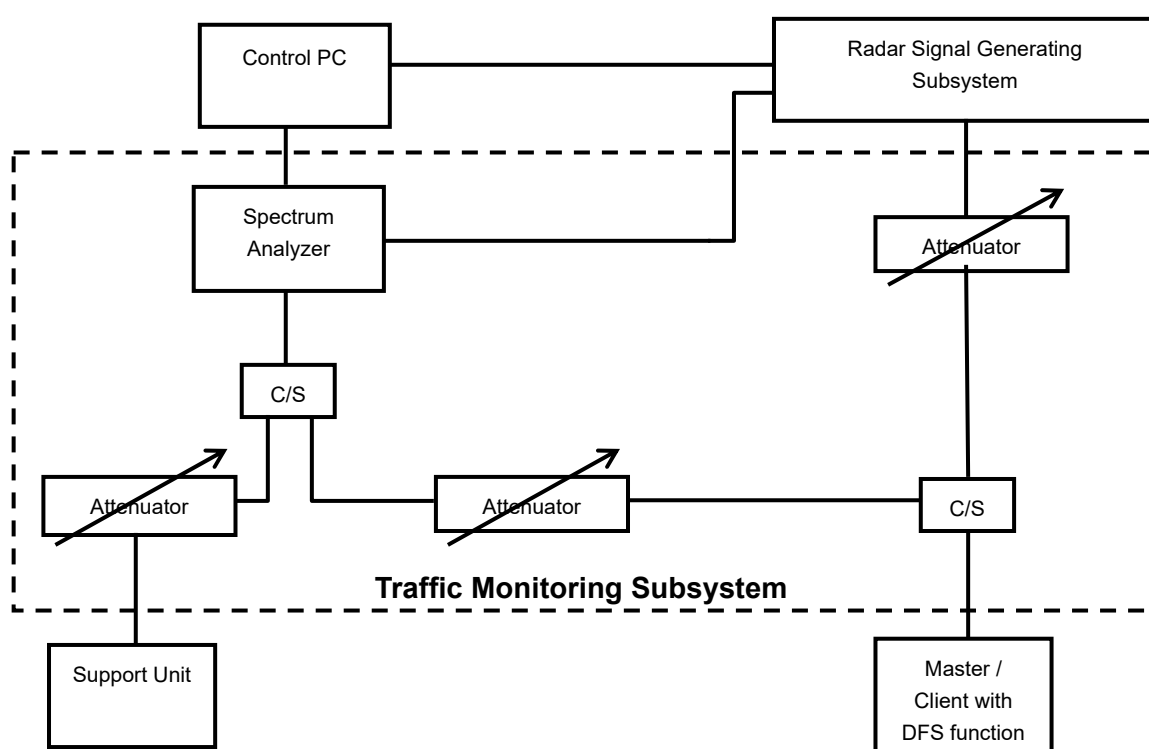 Control PC
Radar Signal Generating
Subsystem
Spectrum
Analyzer
Attenuator
C/S
Attenuator
Attenuator
C/S
Traffic Monitoring Subsystem
Support Unit
Master /
Client with
DFS function